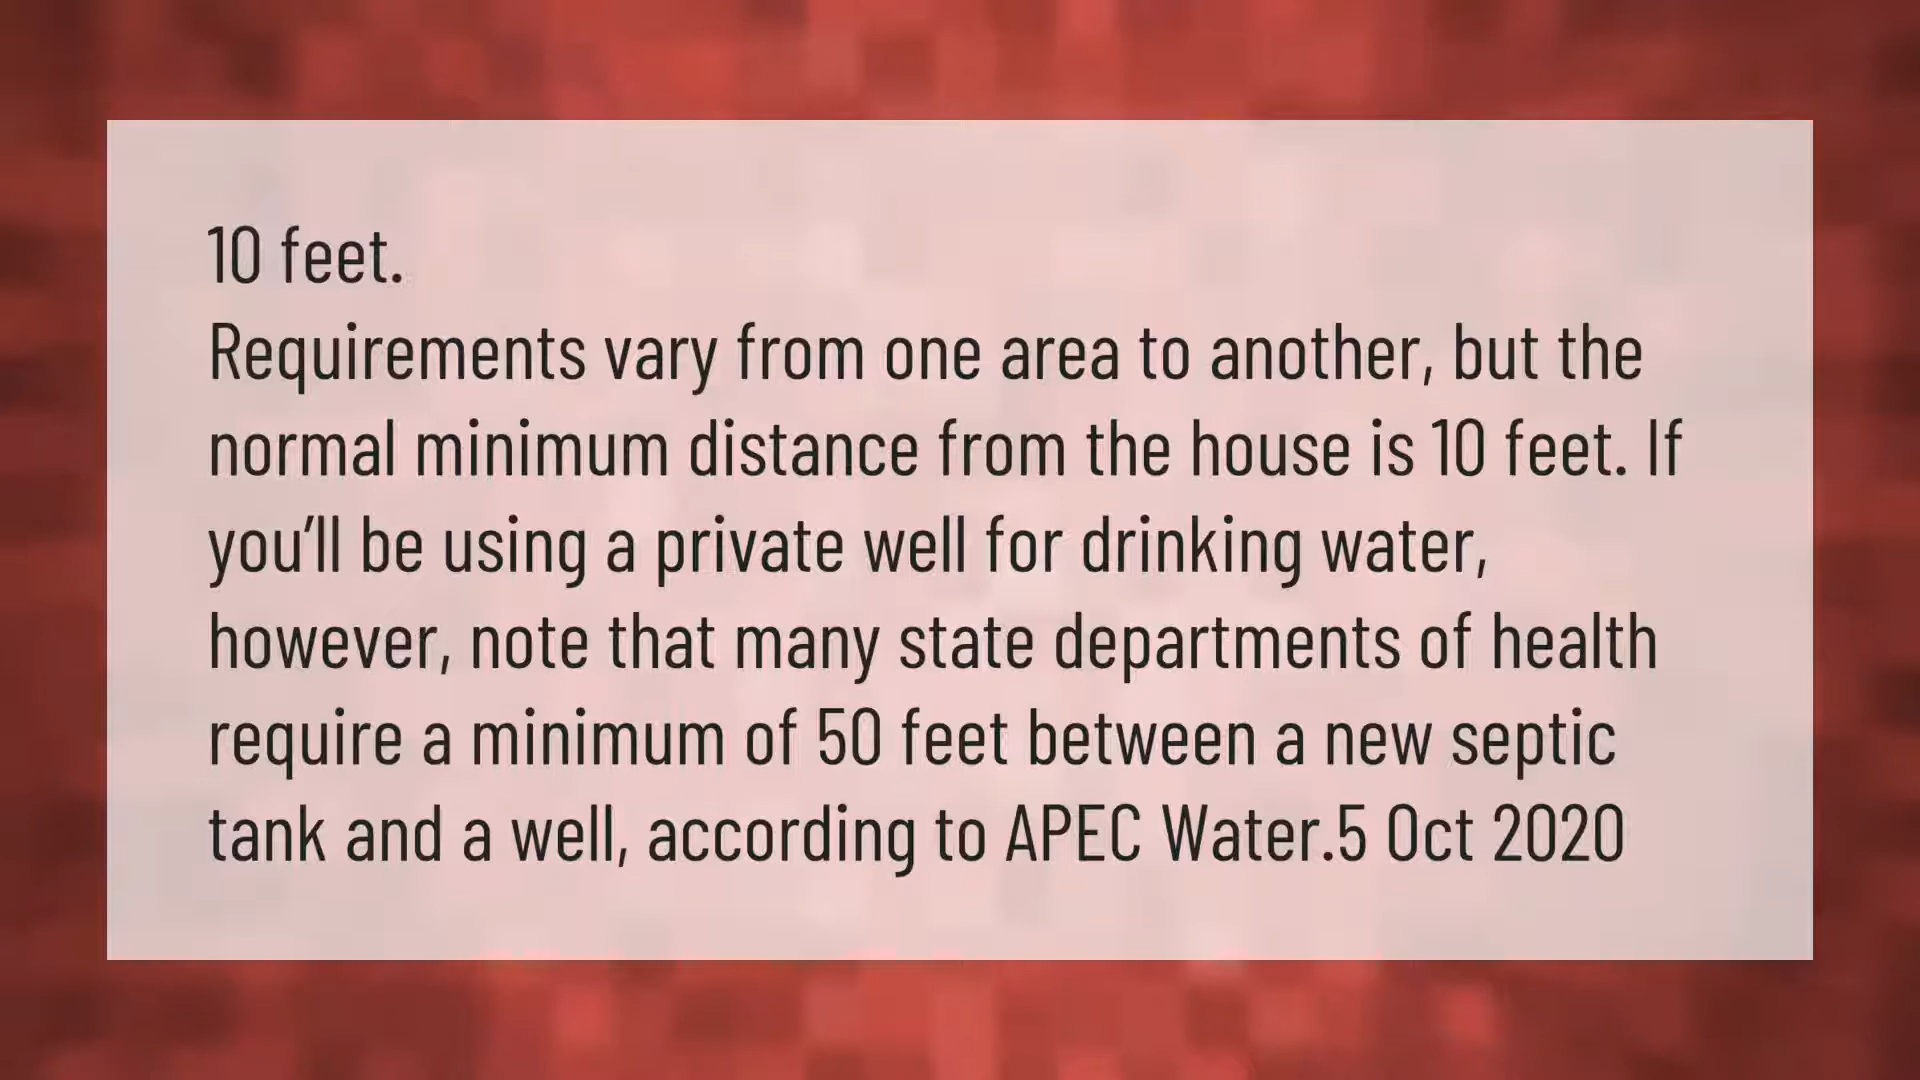 10 feet.
Requirements vary from one area to another, but the
normal minimum distance from the house is 10 feet. If
you’ll be using a private well for drinking water,
however, note that many state departments of health
require a minimum of 50 feet between a new septic
tank and a well, according to APEC Water.5 Oct 2020